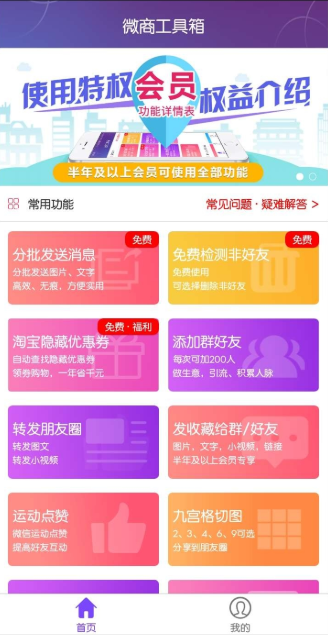 微商工具箱
使用特权 会员 权益介绍
功能详情表
半年及以上会员可使用全部功能
常用功能
常见问题·疑难解答 >
免费
分批发送消息
分批发送图片、文字
高效、无痕，方便实用
免费
免费检测非好友
免费使用
可选择删除非好友
免费·福利
淘宝隐藏优惠券
自动查找隐藏优惠券
领券购物，一年省千元
添加群好友
每次可加200人
做生意、引流、积累人脉
转发朋友圈
转发图文
转发小视频
发收藏给群/好友
图片，文字，小视频，链接
半年及以上会员专享
运动点赞
微信运动点赞
提高好友互动
九宫格切图
2、3、4、6、9可选
分享到朋友圈
首页
我的